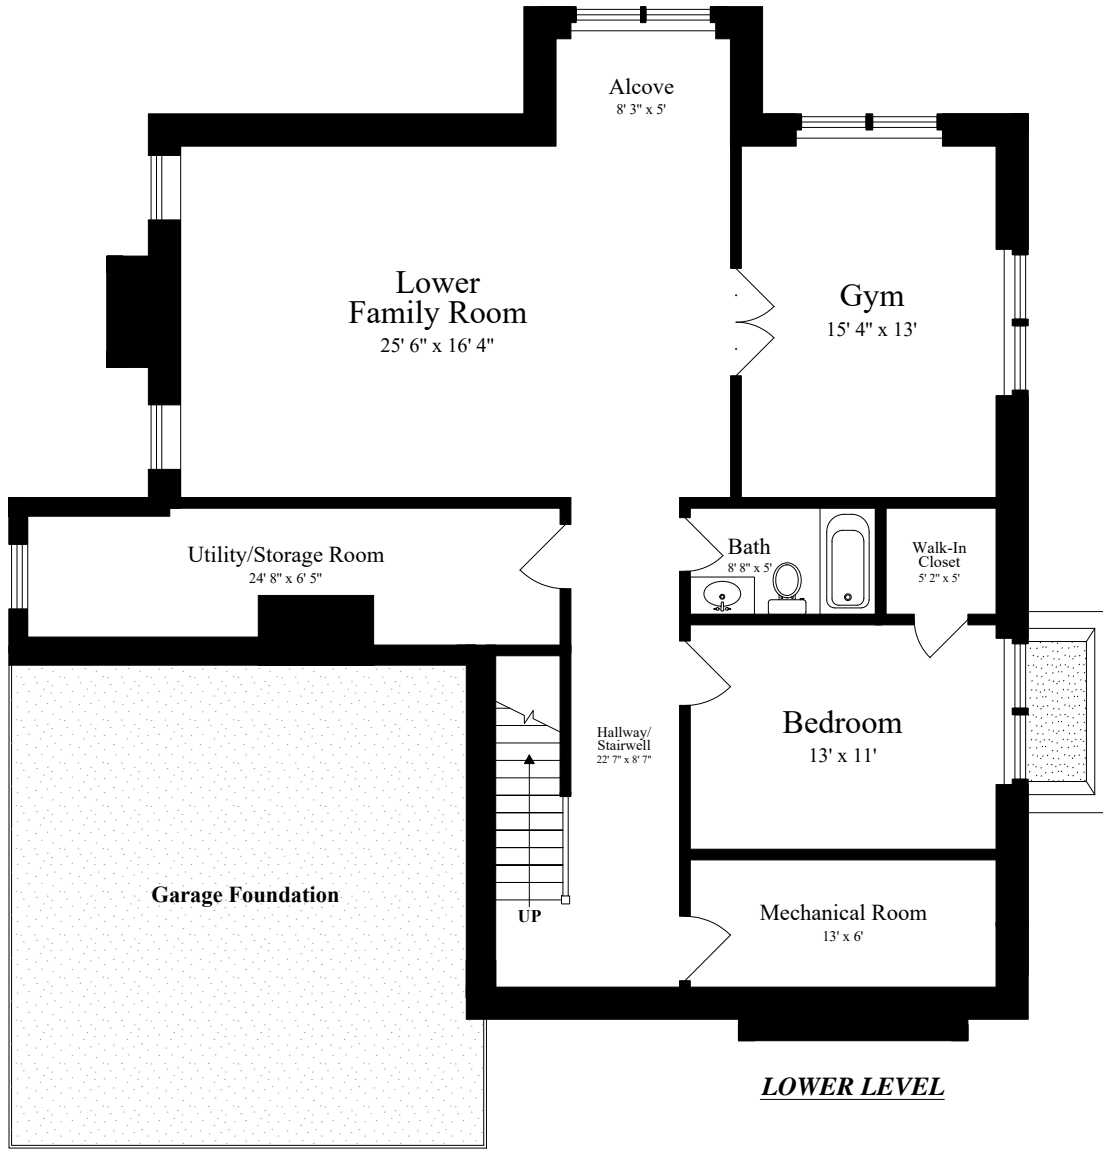 Alcove
8' 3" x 5'
Lower
Family Room
25' 6" x 16' 4"
Gym
15' 4" x 13'
Utility/Storage Room
24' 8" x 6' 5"
Bath
8' 8" x 5'
Walk-In
Closet
5' 2" x 5'
Hallway/
Stairwell
22' 7" x 8' 7"
Bedroom
13' x 11'
Garage Foundation
UP
Mechanical Room
13' x 6'
LOWER LEVEL